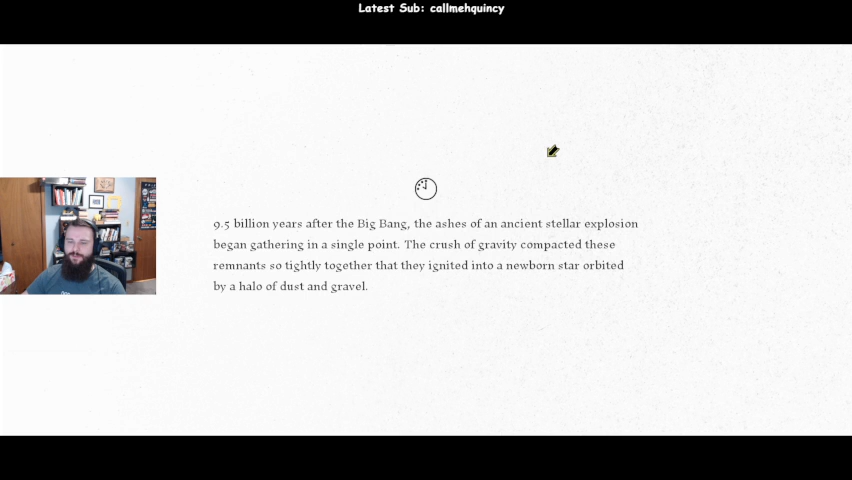 Latest Sub: callmehquincy
9.5 billion years after the Big Bang, the ashes of an ancient stellar explosion
began gathering in a single point. The crush of gravity compacted these
remnants so tightly together that they ignited into a newborn star orbited
by a halo of dust and gravel.